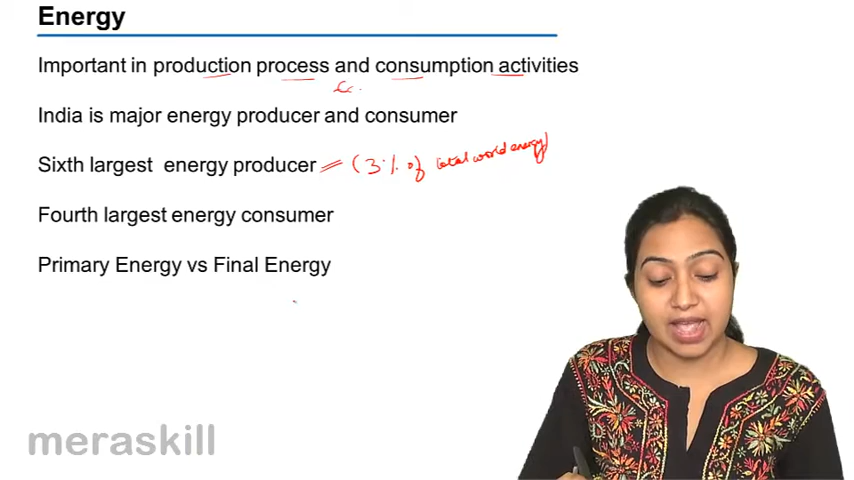 Energy
Important in production process and consumption activities
India is major energy producer and consumer
Sixth largest energy producer (3% of total world energy)
Fourth largest energy consumer
Primary Energy vs Final Energy
meraskill